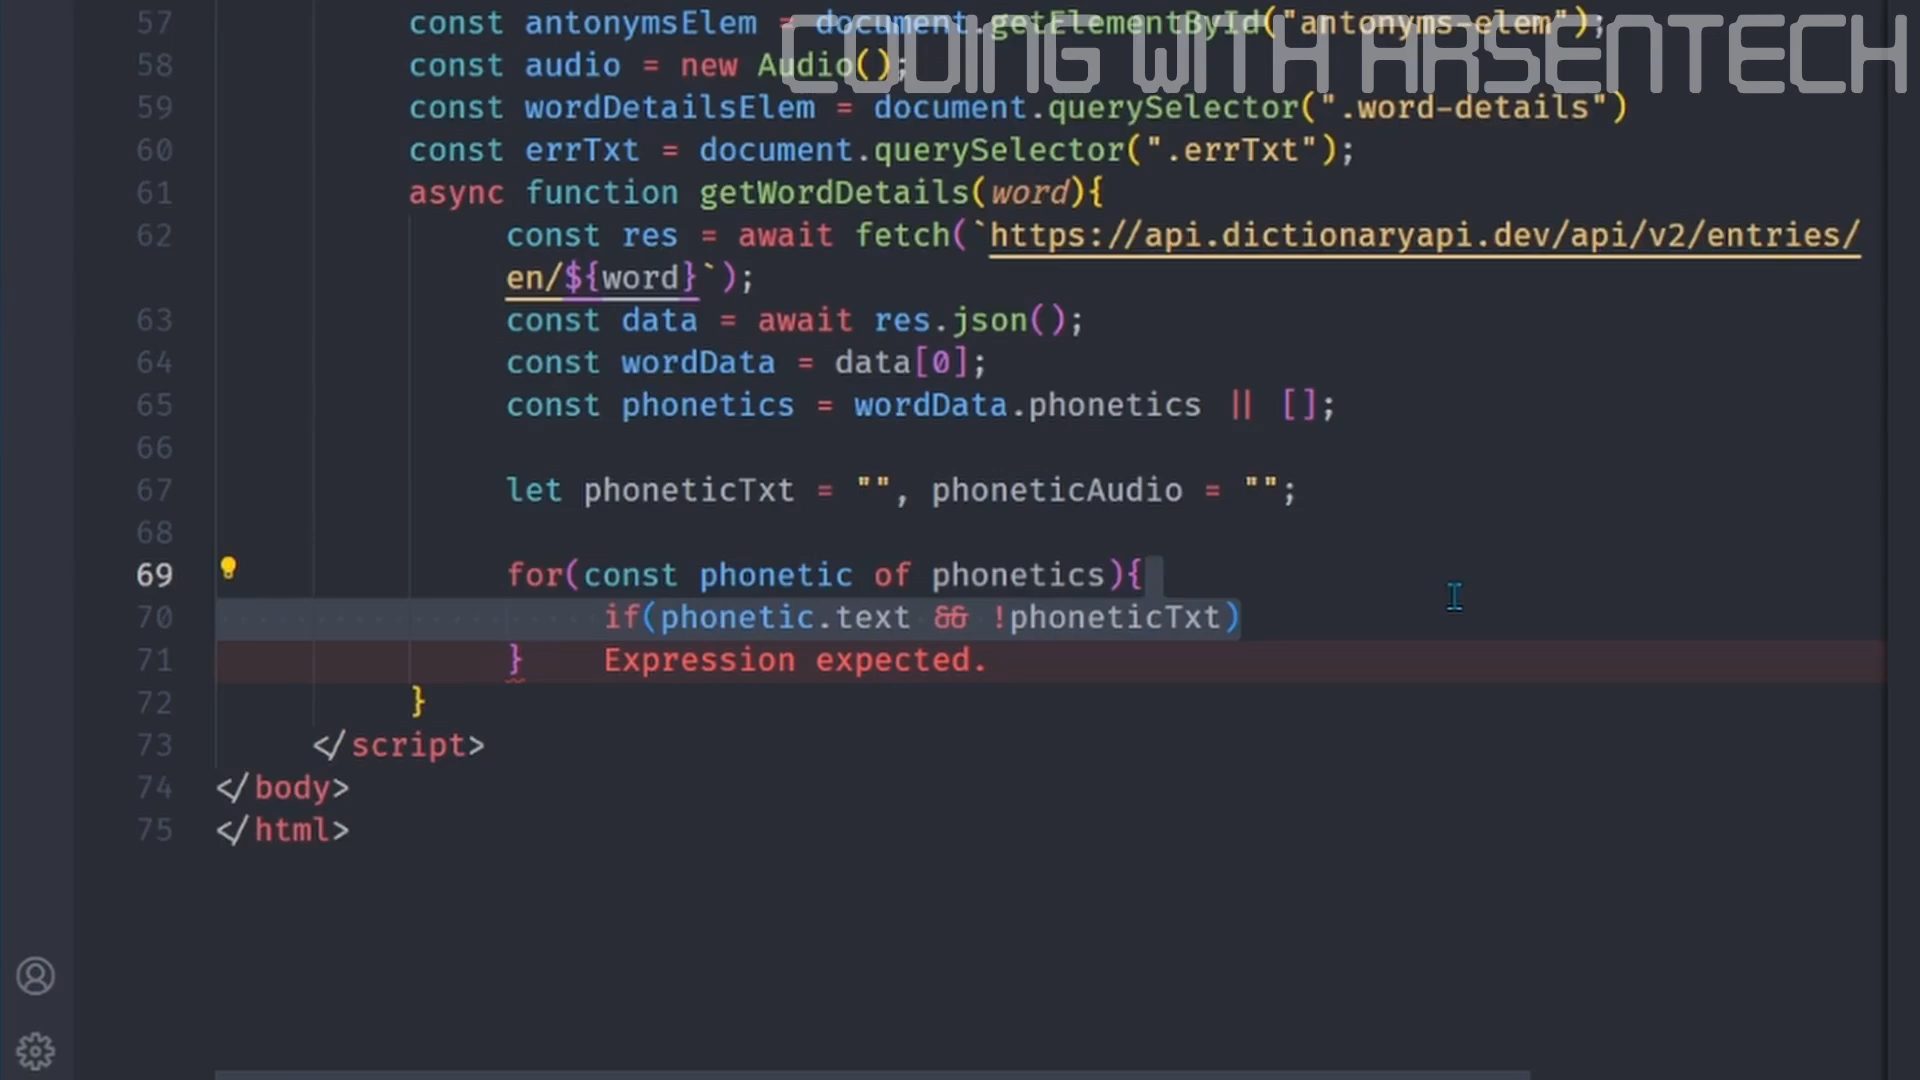 CODING WITH ARSENTECH
57 const antonymsElem = document.getElementById("antonyms-elem");
58 const audio = new Audio();
59 const wordDetailsElem = document.querySelector(".word-details")
60 const errTxt = document.querySelector(".errTxt");
61 async function getWordDetails(word){
62 const res = await fetch(`https://api.dictionaryapi.dev/api/v2/entries/
en/${word}`);
63 const data = await res.json();
64 const wordData = data[0];
65 const phonetics = wordData.phonetics || [];
66
67 let phoneticTxt = "", phoneticAudio = "";
68
69 for(const phonetic of phonetics){
70 if(phonetic.text && !phoneticTxt)
71 } Expression expected.
72 }
73 </script>
74 </body>
75 </html>